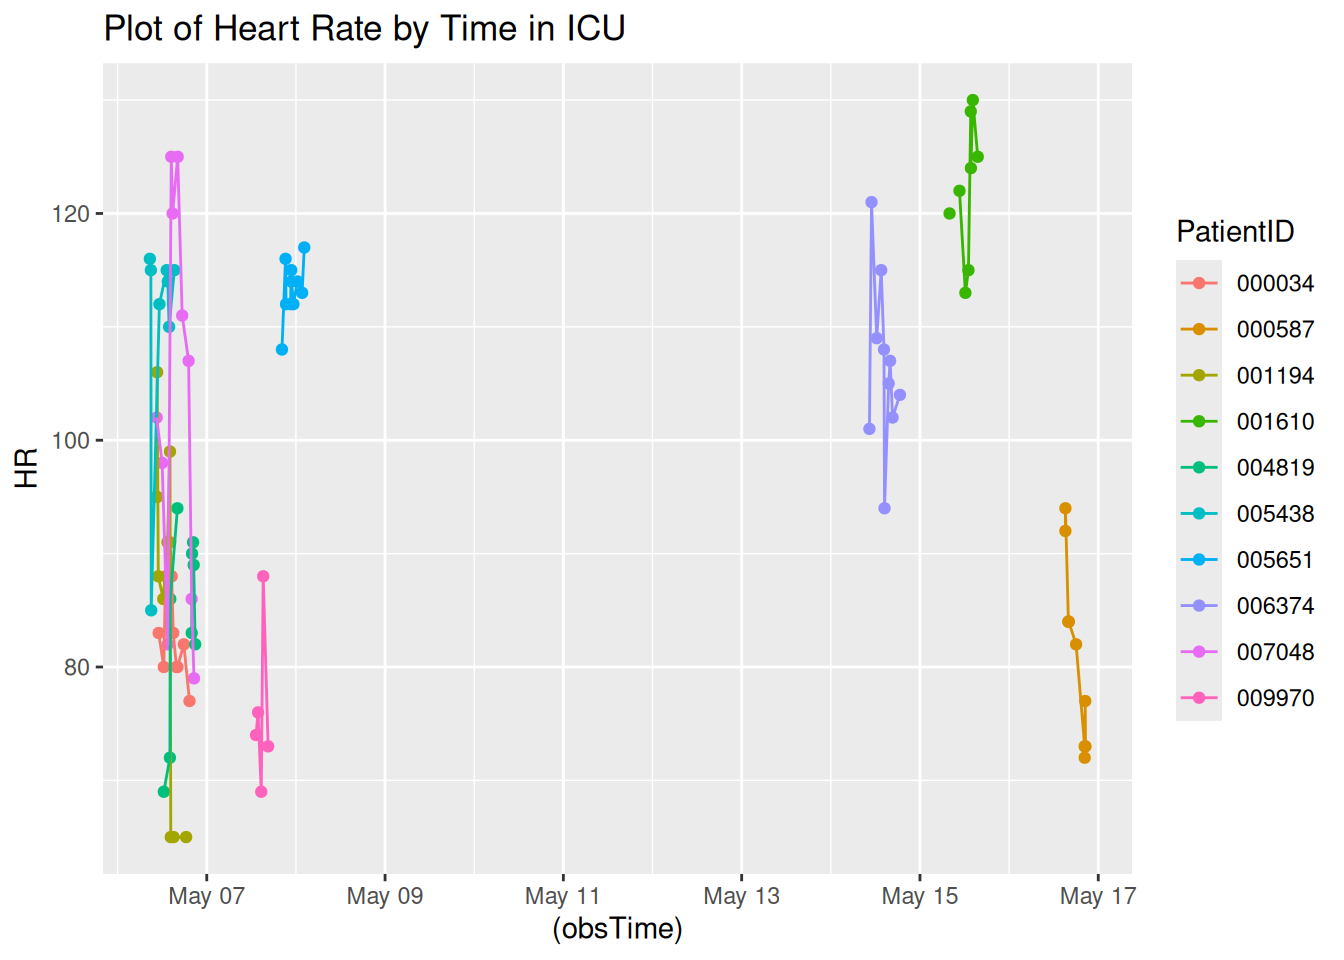 Plot of Heart Rate by Time in ICU
120
100
80
HR
May 07
May 09
May 11
May 13
May 15
May 17
(obsTime)
PatientID
000034
000587
001194
001610
004819
005438
005651
006374
007048
009970